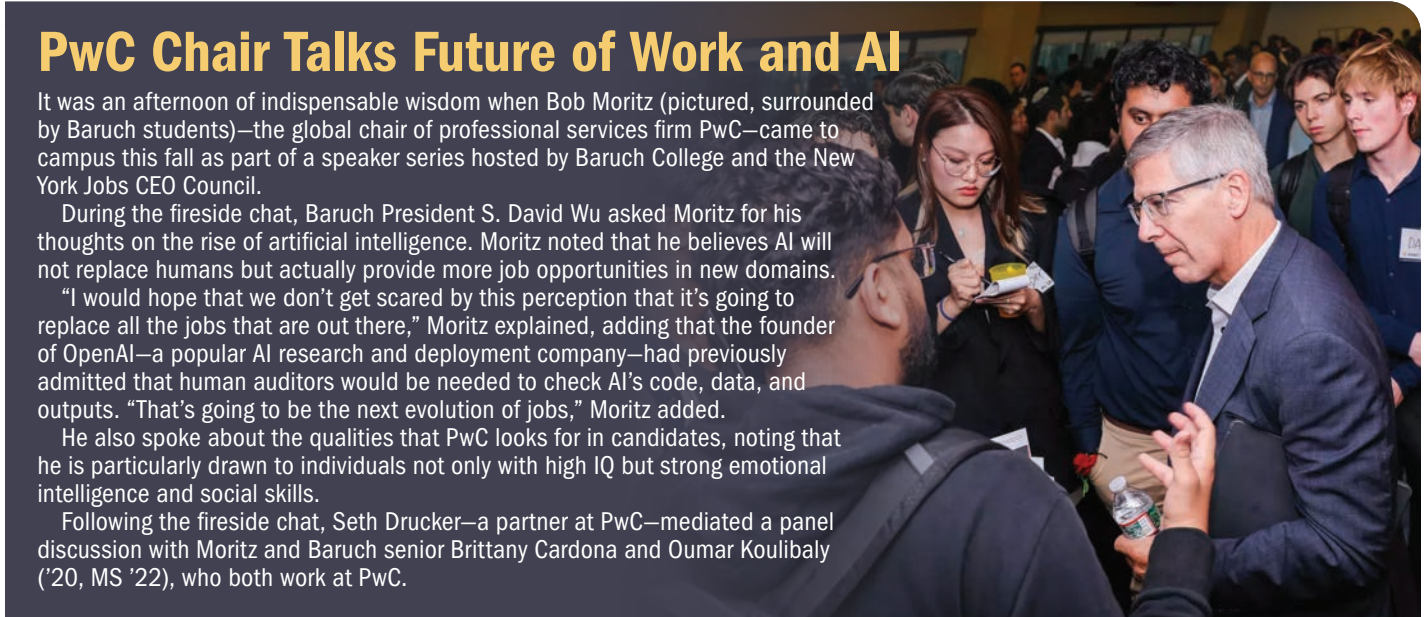 PwC Chair Talks Future of Work and AI
It was an afternoon of indispensable wisdom when Bob Moritz (pictured, surrounded
by Baruch students)—the global chair of professional services firm PwC—came to
campus this fall as part of a speaker series hosted by Baruch College and the New
York Jobs CEO Council.
During the fireside chat, Baruch President S. David Wu asked Moritz for his
thoughts on the rise of artificial intelligence. Moritz noted that he believes AI will
not replace humans but actually provide more job opportunities in new domains.
“I would hope that we don’t get scared by this perception that it’s going to
replace all the jobs that are out there,” Moritz explained, adding that the founder
of OpenAI—a popular AI research and deployment company—had previously
admitted that human auditors would be needed to check AI’s code, data, and
outputs. “That’s going to be the next evolution of jobs,” Moritz added.
He also spoke about the qualities that PwC looks for in candidates, noting that
he is particularly drawn to individuals not only with high IQ but strong emotional
intelligence and social skills.
Following the fireside chat, Seth Drucker—a partner at PwC—mediated a panel
discussion with Moritz and Baruch senior Brittany Cardona and Oumar Koulibaly
(’20, MS ’22), who both work at PwC.
DA